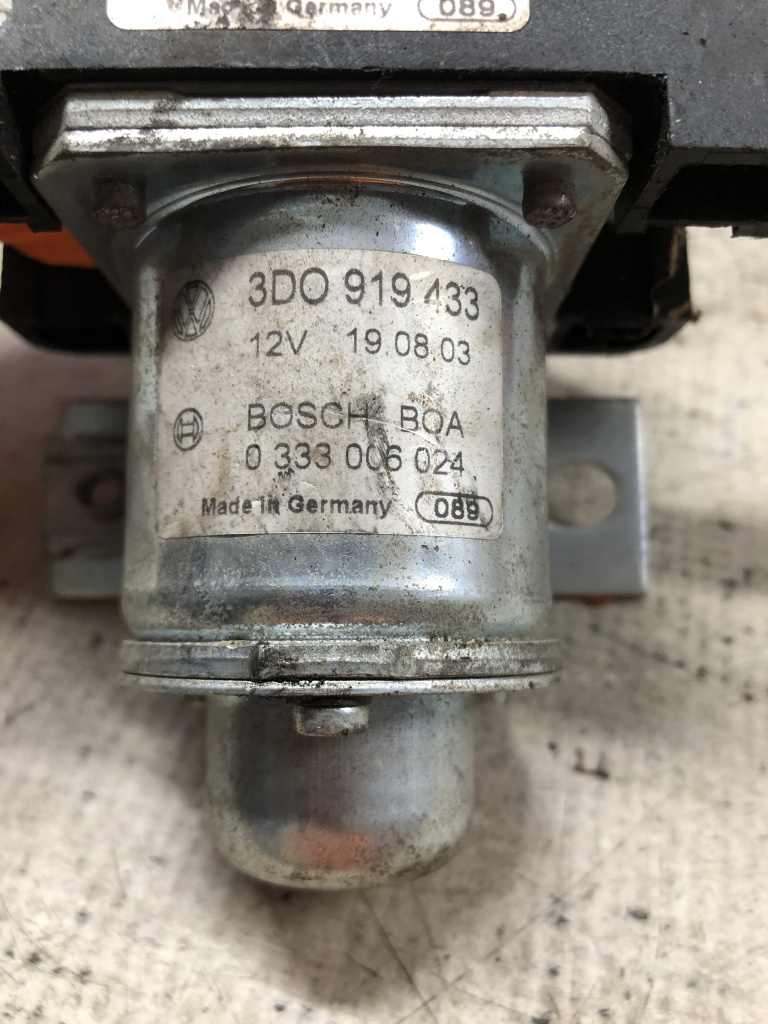 Made in Germany 089
3D0 919 433
12V 19.08.03
BOSCH BOA
0 333 006 024
Made in Germany 089